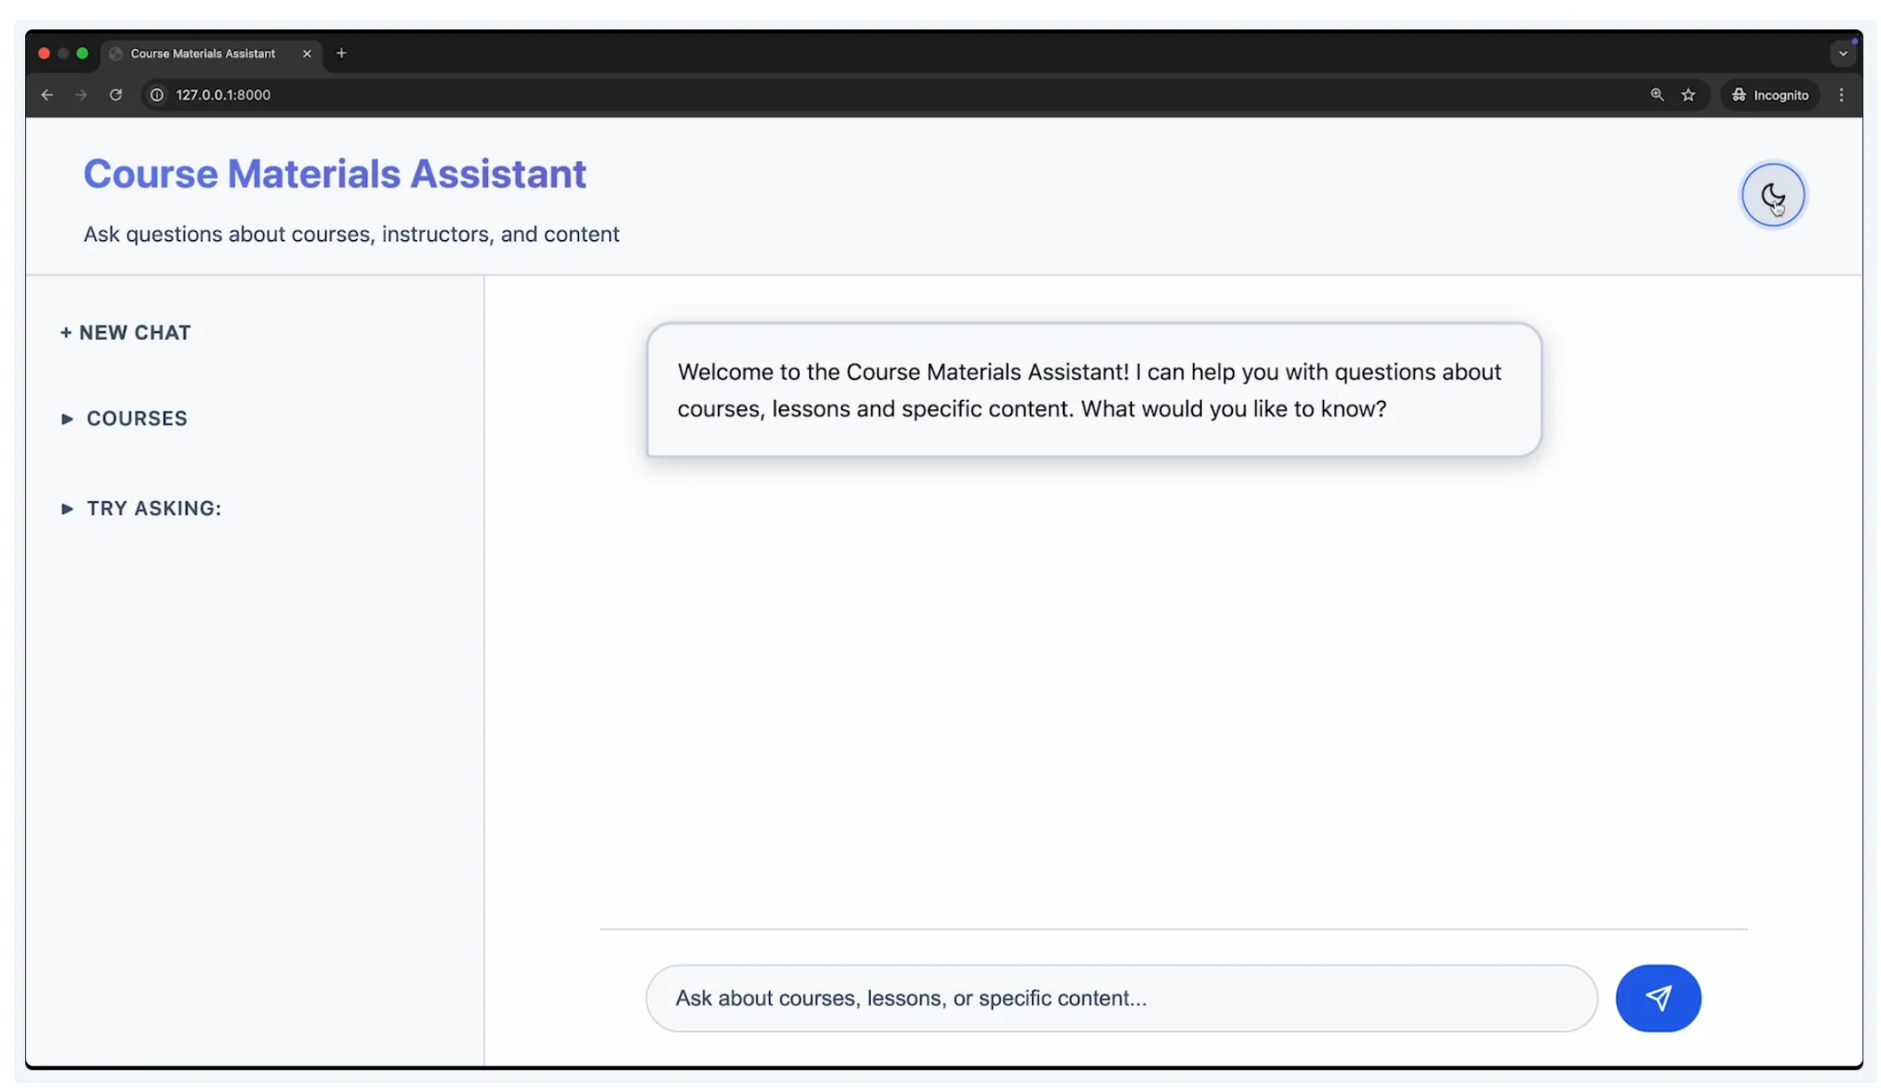 Course Materials Assistant
127.0.0.1:8000
Incognito
Course Materials Assistant
Ask questions about courses, instructors, and content
+ NEW CHAT
COURSES
TRY ASKING:
Welcome to the Course Materials Assistant! I can help you with questions about
courses, lessons and specific content. What would you like to know?
Ask about courses, lessons, or specific content...